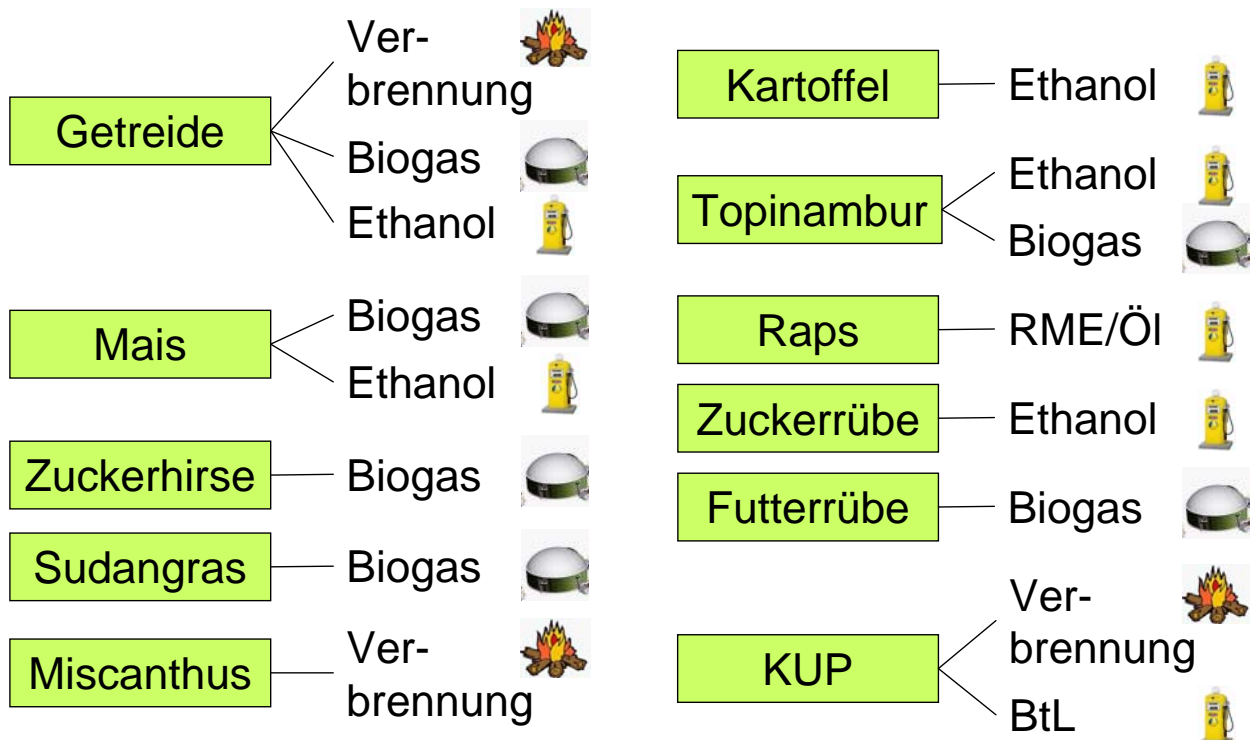 Getreide
Ver-
brennung
Biogas
Ethanol
Mais
Biogas
Ethanol
Zuckerhirse
Biogas
Sudangras
Biogas
Miscanthus
Ver-
brennung
Kartoffel
Ethanol
Topinambur
Ethanol
Biogas
Raps
RME/Öl
Zuckerrübe
Ethanol
Futterrübe
Biogas
KUP
Ver-
brennung
BtL